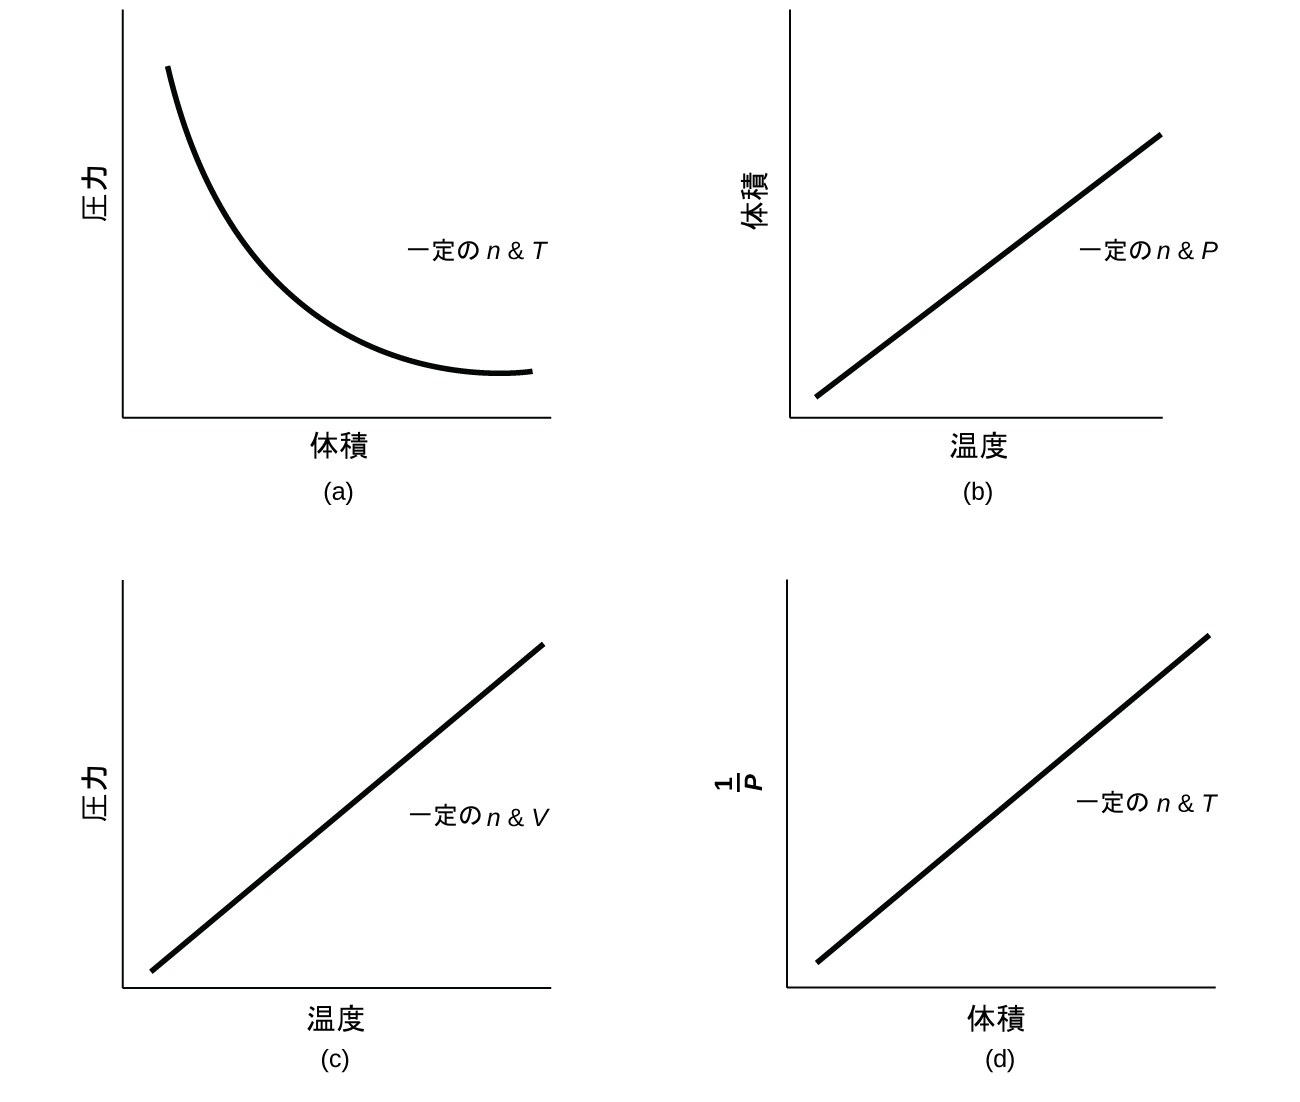 圧力
一定の n & T
体積
(a)
体積
一定の n & P
温度
(b)
圧力
一定の n & V
温度
(c)
1
P
一定の n & T
体積
(d)